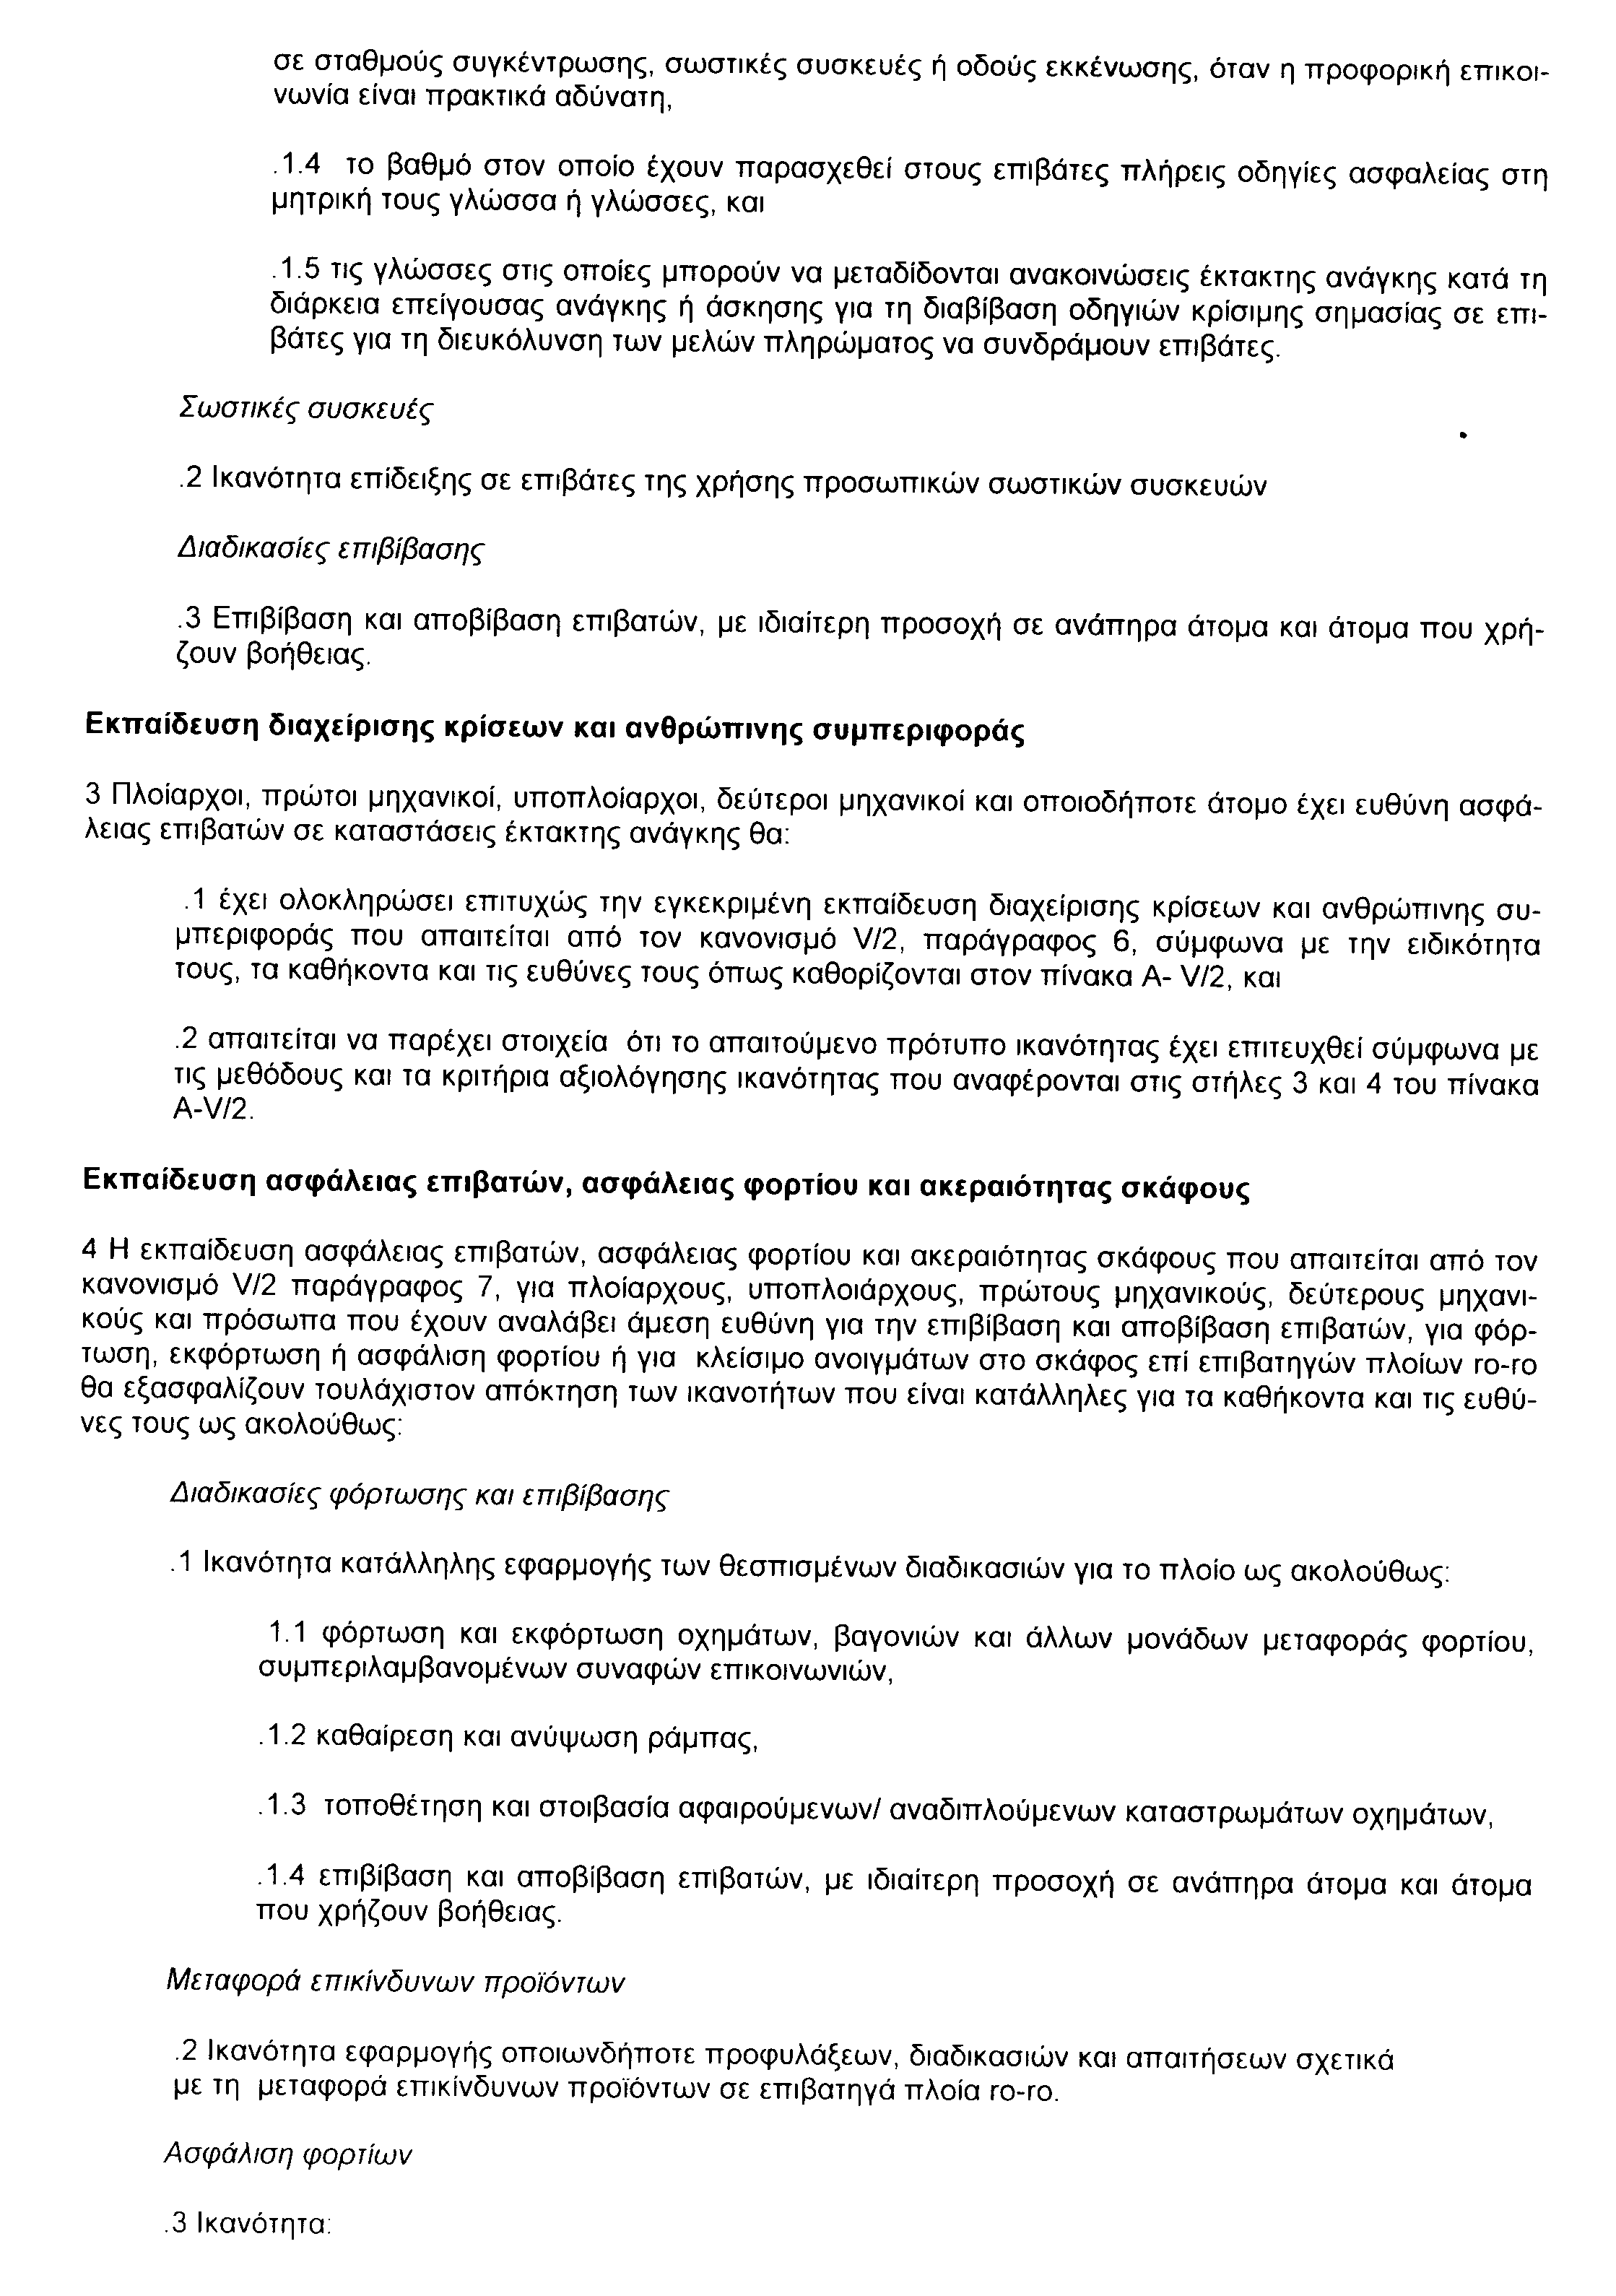 σε σταθμούς συγκέντρωσης, σωστικές συσκευές ή οδούς εκκένωσης, όταν η προφορική επικοι-
νωνία είναι πρακτικά αδύνατη,
.1.4 το βαθμό στον οποίο έχουν παρασχεθεί στους επιβάτες πλήρεις οδηγίες ασφαλείας στη
μητρική τους γλώσσα ή γλώσσες, και
.1.5 τις γλώσσες στις οποίες μπορούν να μεταδίδονται ανακοινώσεις έκτακτης ανάγκης κατά τη
διάρκεια επείγουσας ανάγκης ή άσκησης για τη διαβίβαση οδηγιών κρίσιμης σημασίας σε επι-
βάτες για τη διευκόλυνση των μελών πληρώματος να συνδράμουν επιβάτες.
Σωστικές συσκευές
.2 Ικανότητα επίδειξης σε επιβάτες της χρήσης προσωπικών σωστικών συσκευών
Διαδικασίες επιβίβασης
.3 Επιβίβαση και αποβίβαση επιβατών, με ιδιαίτερη προσοχή σε ανάπηρα άτομα και άτομα που χρή-
ζουν βοήθειας.
Εκπαίδευση διαχείρισης κρίσεων και ανθρώπινης συμπεριφοράς
3 Πλοίαρχοι, πρώτοι μηχανικοί, υποπλοίαρχοι, δεύτεροι μηχανικοί και οποιοδήποτε άτομο έχει ευθύνη ασφά-
λειας επιβατών σε καταστάσεις έκτακτης ανάγκης θα:
.1 έχει ολοκληρώσει επιτυχώς την εγκεκριμένη εκπαίδευση διαχείρισης κρίσεων και ανθρώπινης συ-
μπεριφοράς που απαιτείται από τον κανονισμό V/2, παράγραφος 6, σύμφωνα με την ειδικότητα
τους, τα καθήκοντα και τις ευθύνες τους όπως καθορίζονται στον πίνακα Α- V/2, και
.2 απαιτείται να παρέχει στοιχεία ότι το απαιτούμενο πρότυπο ικανότητας έχει επιτευχθεί σύμφωνα με
τις μεθόδους και τα κριτήρια αξιολόγησης ικανότητας που αναφέρονται στις στήλες 3 και 4 του πίνακα
Α-V/2.
Εκπαίδευση ασφάλειας επιβατών, ασφάλειας φορτίου και ακεραιότητας σκάφους
4 Η εκπαίδευση ασφάλειας επιβατών, ασφάλειας φορτίου και ακεραιότητας σκάφους που απαιτείται από τον
κανονισμό V/2 παράγραφος 7, για πλοίαρχους, υποπλοιάρχους, πρώτους μηχανικούς, δεύτερους μηχανι-
κούς και πρόσωπα που έχουν αναλάβει άμεση ευθύνη για την επιβίβαση και αποβίβαση επιβατών, για φόρ-
τωση, εκφόρτωση ή ασφάλιση φορτίου ή για κλείσιμο ανοιγμάτων στο σκάφος επί επιβατηγών πλοίων ro-ro
θα εξασφαλίζουν τουλάχιστον απόκτηση των ικανοτήτων που είναι κατάλληλες για τα καθήκοντα και τις ευθύ-
νες τους ως ακολούθως:
Διαδικασίες φόρτωσης και επιβίβασης
.1 Ικανότητα κατάλληλης εφαρμογής των θεσπισμένων διαδικασιών για το πλοίο ως ακολούθως:
1.1 φόρτωση και εκφόρτωση οχημάτων, βαγονιών και άλλων μονάδων μεταφοράς φορτίου,
συμπεριλαμβανομένων συναφών επικοινωνιών,
.1.2 καθαίρεση και ανύψωση ράμπας,
.1.3 τοποθέτηση και στοιβασία αφαιρούμενων/ αναδιπλούμενων καταστρωμάτων οχημάτων,
.1.4 επιβίβαση και αποβίβαση επιβατών, με ιδιαίτερη προσοχή σε ανάπηρα άτομα και άτομα
που χρήζουν βοήθειας.
Μεταφορά επικίνδυνων προϊόντων
.2 Ικανότητα εφαρμογής οποιωνδήποτε προφυλάξεων, διαδικασιών και απαιτήσεων σχετικά
με τη μεταφορά επικίνδυνων προϊόντων σε επιβατηγά πλοία ro-ro.
Ασφάλιση φορτίων
.3 Ικανότητα: